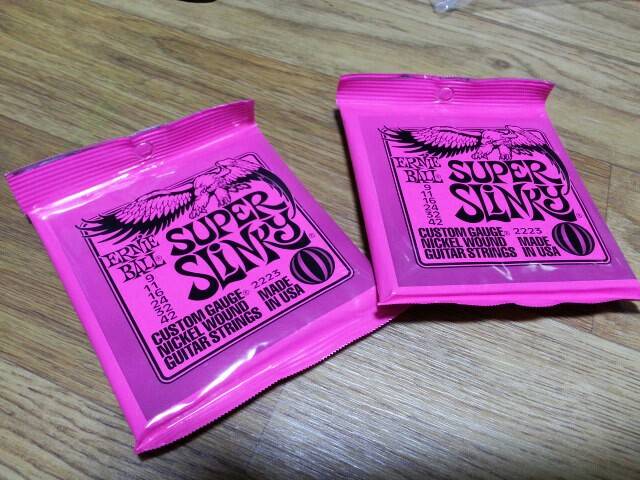 ERNIE
BALL
SUPER
SLINKY®
9
11
16
24
32
42
CUSTOM GAUGE® 2223
NICKEL WOUND
GUITAR STRINGS
MADE
IN USA
ERNIE
BALL
SUPER
SLINKY®
9
11
16
24
32
42
CUSTOM GAUGE® 2223
NICKEL WOUND
GUITAR STRINGS
MADE
IN USA